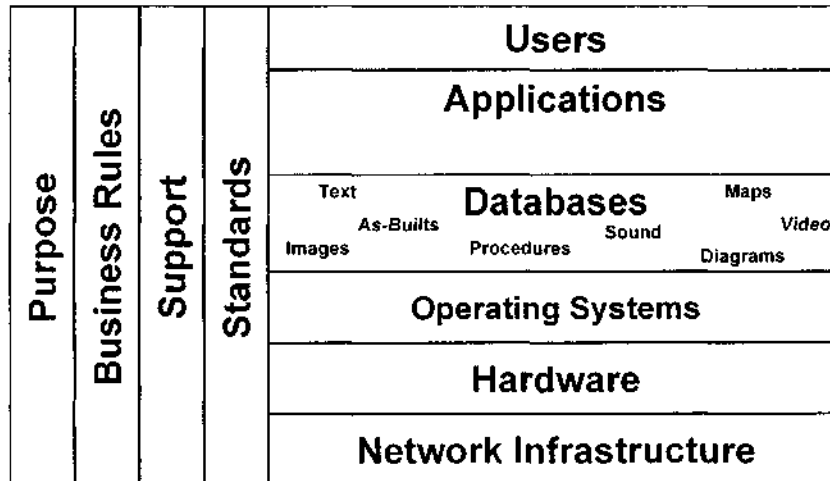 Purpose
Business Rules
Support
Standards
Users
Applications
Databases
Text
Maps
As-Builts
Sound
Video
Images
Procedures
Diagrams
Operating Systems
Hardware
Network Infrastructure